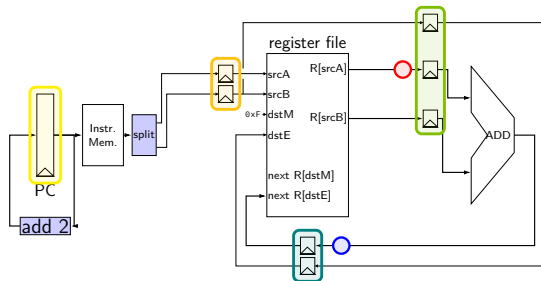 register file
srcA
R[srcA]
srcB
0xF
dstM
R[srcB]
dstE
next R[dstM]
next R[dstE]
Instr.
Mem.
split
ADD
PC
add 2